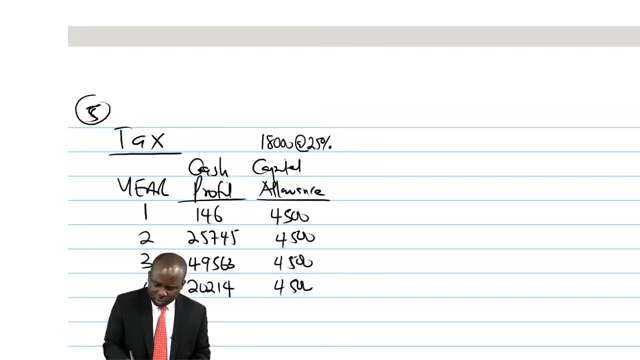 5
Tax 18000@25%
Cash Capital
YEAR Profit Allowance
1 146 4500
2 25745 4500
3 49563 4500
20214 4500